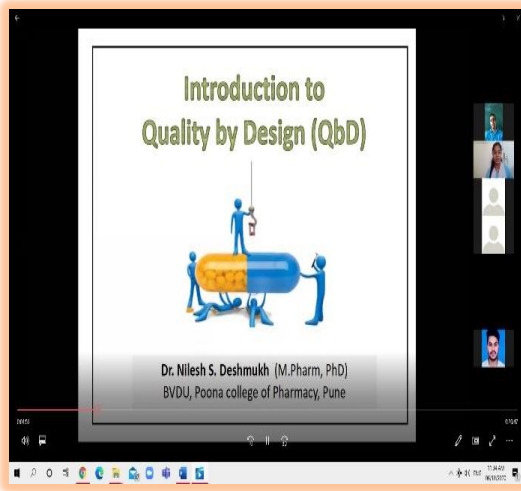 Introduction to
Quality by Design (QbD)
Dr. Nilesh S. Deshmukh (M.Pharm, PhD)
BVDU, Poona college of Pharmacy, Pune